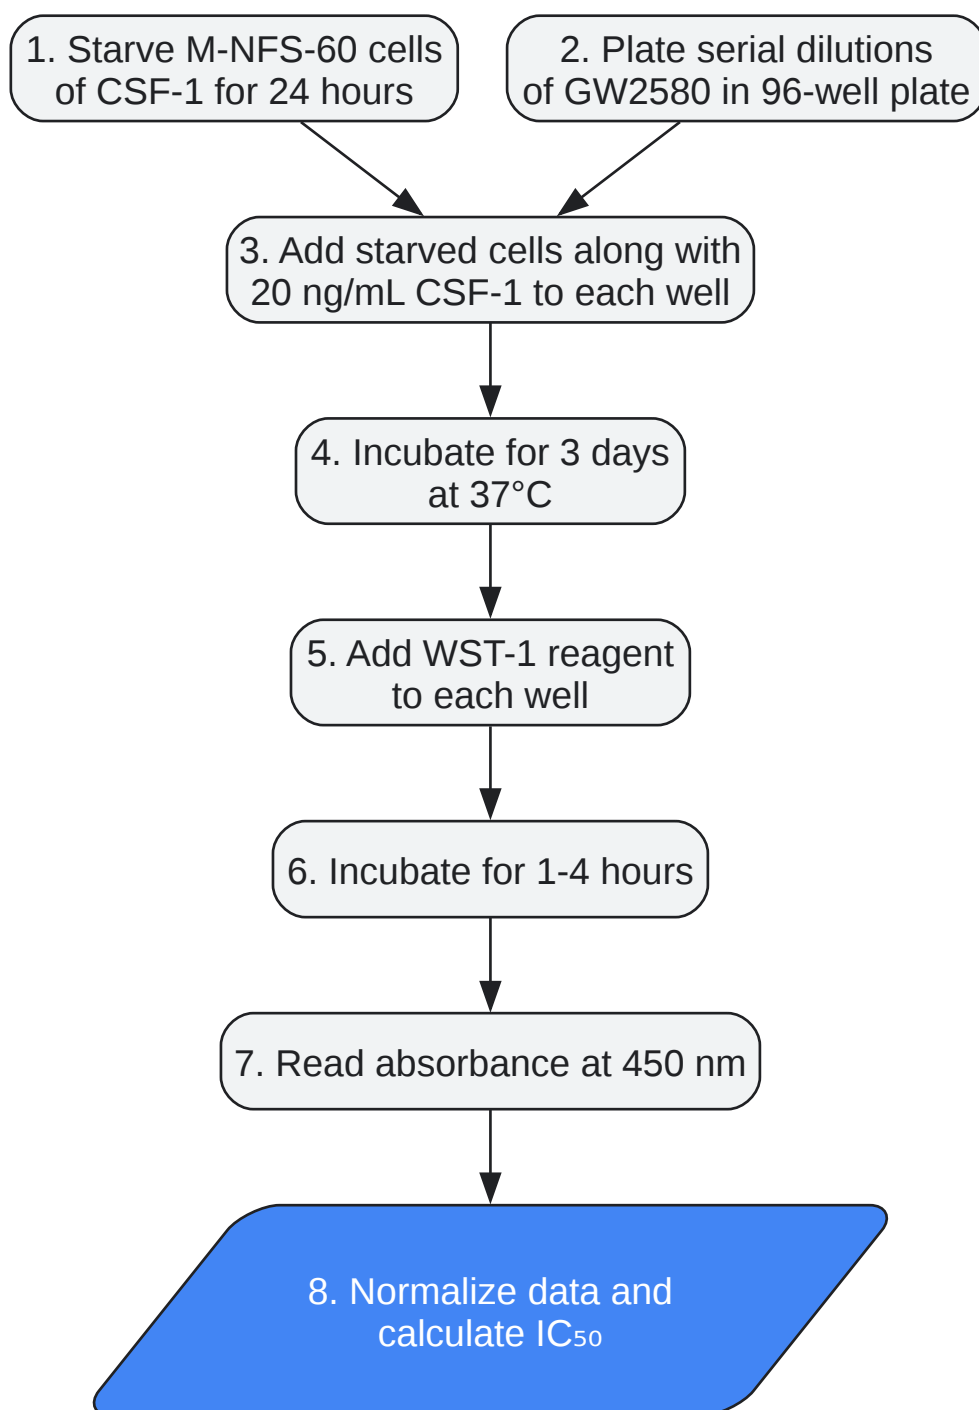 1. Starve M-NFS-60 cells
of CSF-1 for 24 hours
2. Plate serial dilutions
of GW2580 in 96-well plate
3. Add starved cells along with
20 ng/mL CSF-1 to each well
4. Incubate for 3 days
at 37°C
5. Add WST-1 reagent
to each well
6. Incubate for 1-4 hours
7. Read absorbance at 450 nm
8. Normalize data and
calculate IC₅₀